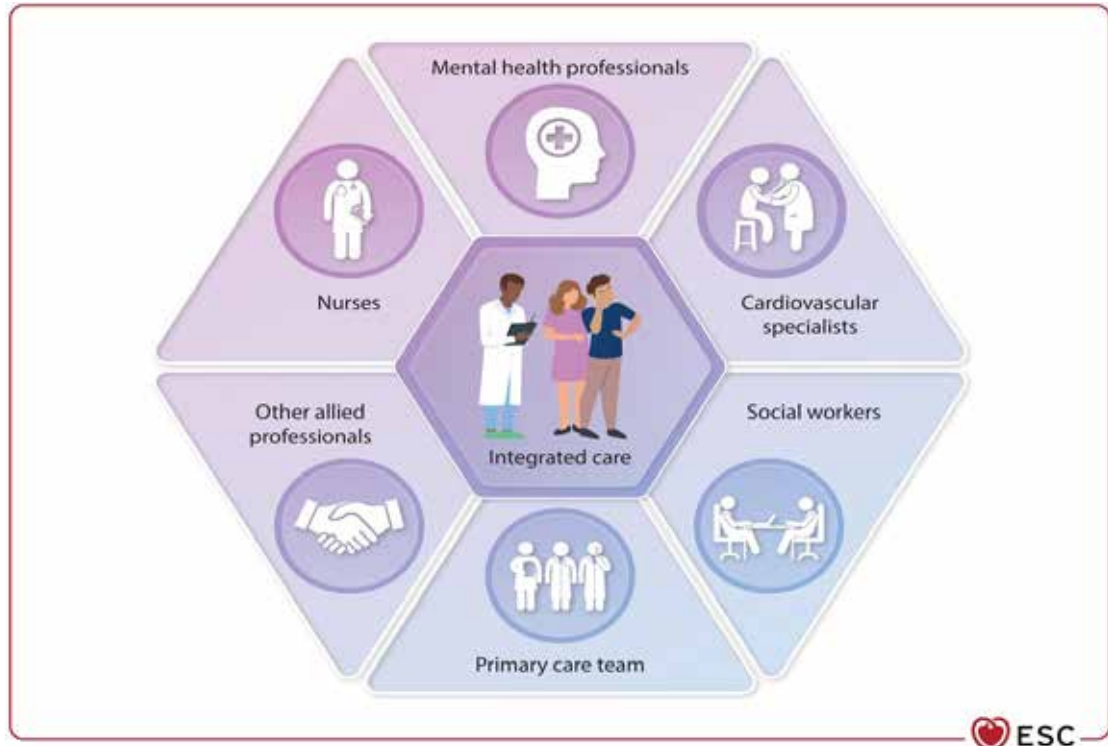 Mental health professionals
Nurses
Cardiovascular
specialists
Integrated care
Other allied
professionals
Social workers
Primary care team
ESC